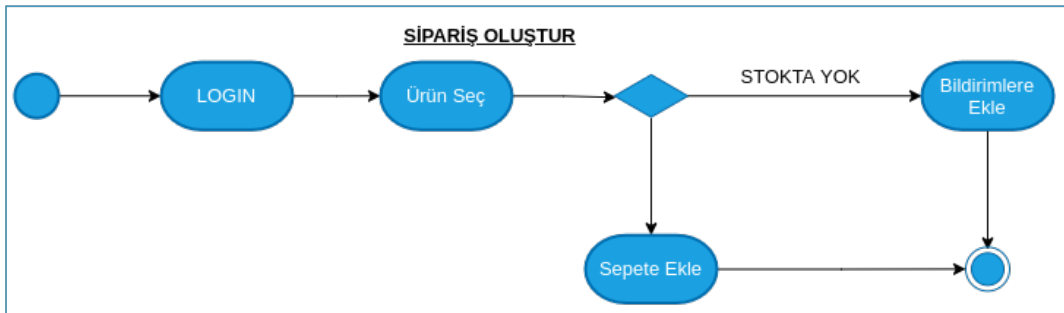 SİPARİŞ OLUŞTUR
LOGIN
Ürün Seç
STOKTA YOK
Bildirimlere
Ekle
Sepete Ekle